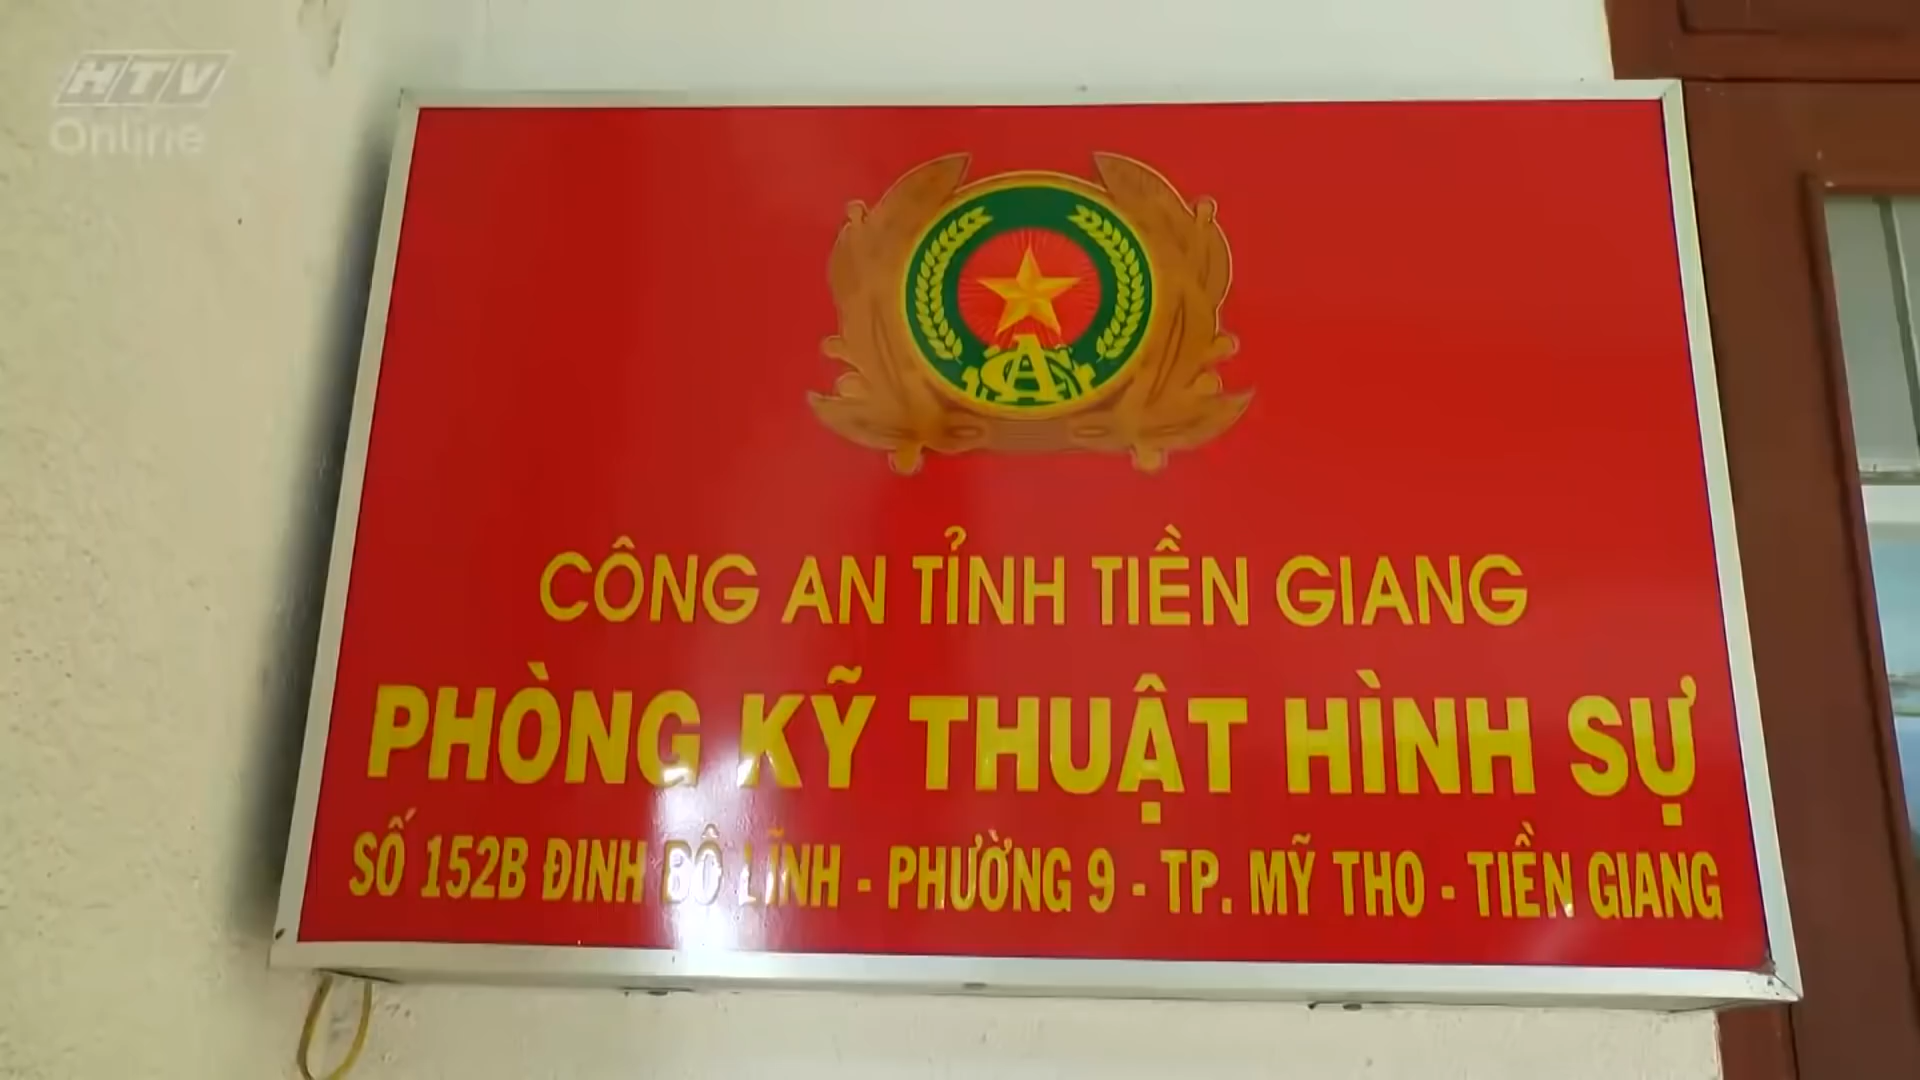 HTV
Online
CÔNG AN TỈNH TIỀN GIANG
PHÒNG KỸ THUẬT HÌNH SỰ
SỐ 152B ĐINH BỘ LĨNH - PHƯỜNG 9 - TP. MỸ THO - TIỀN GIANG